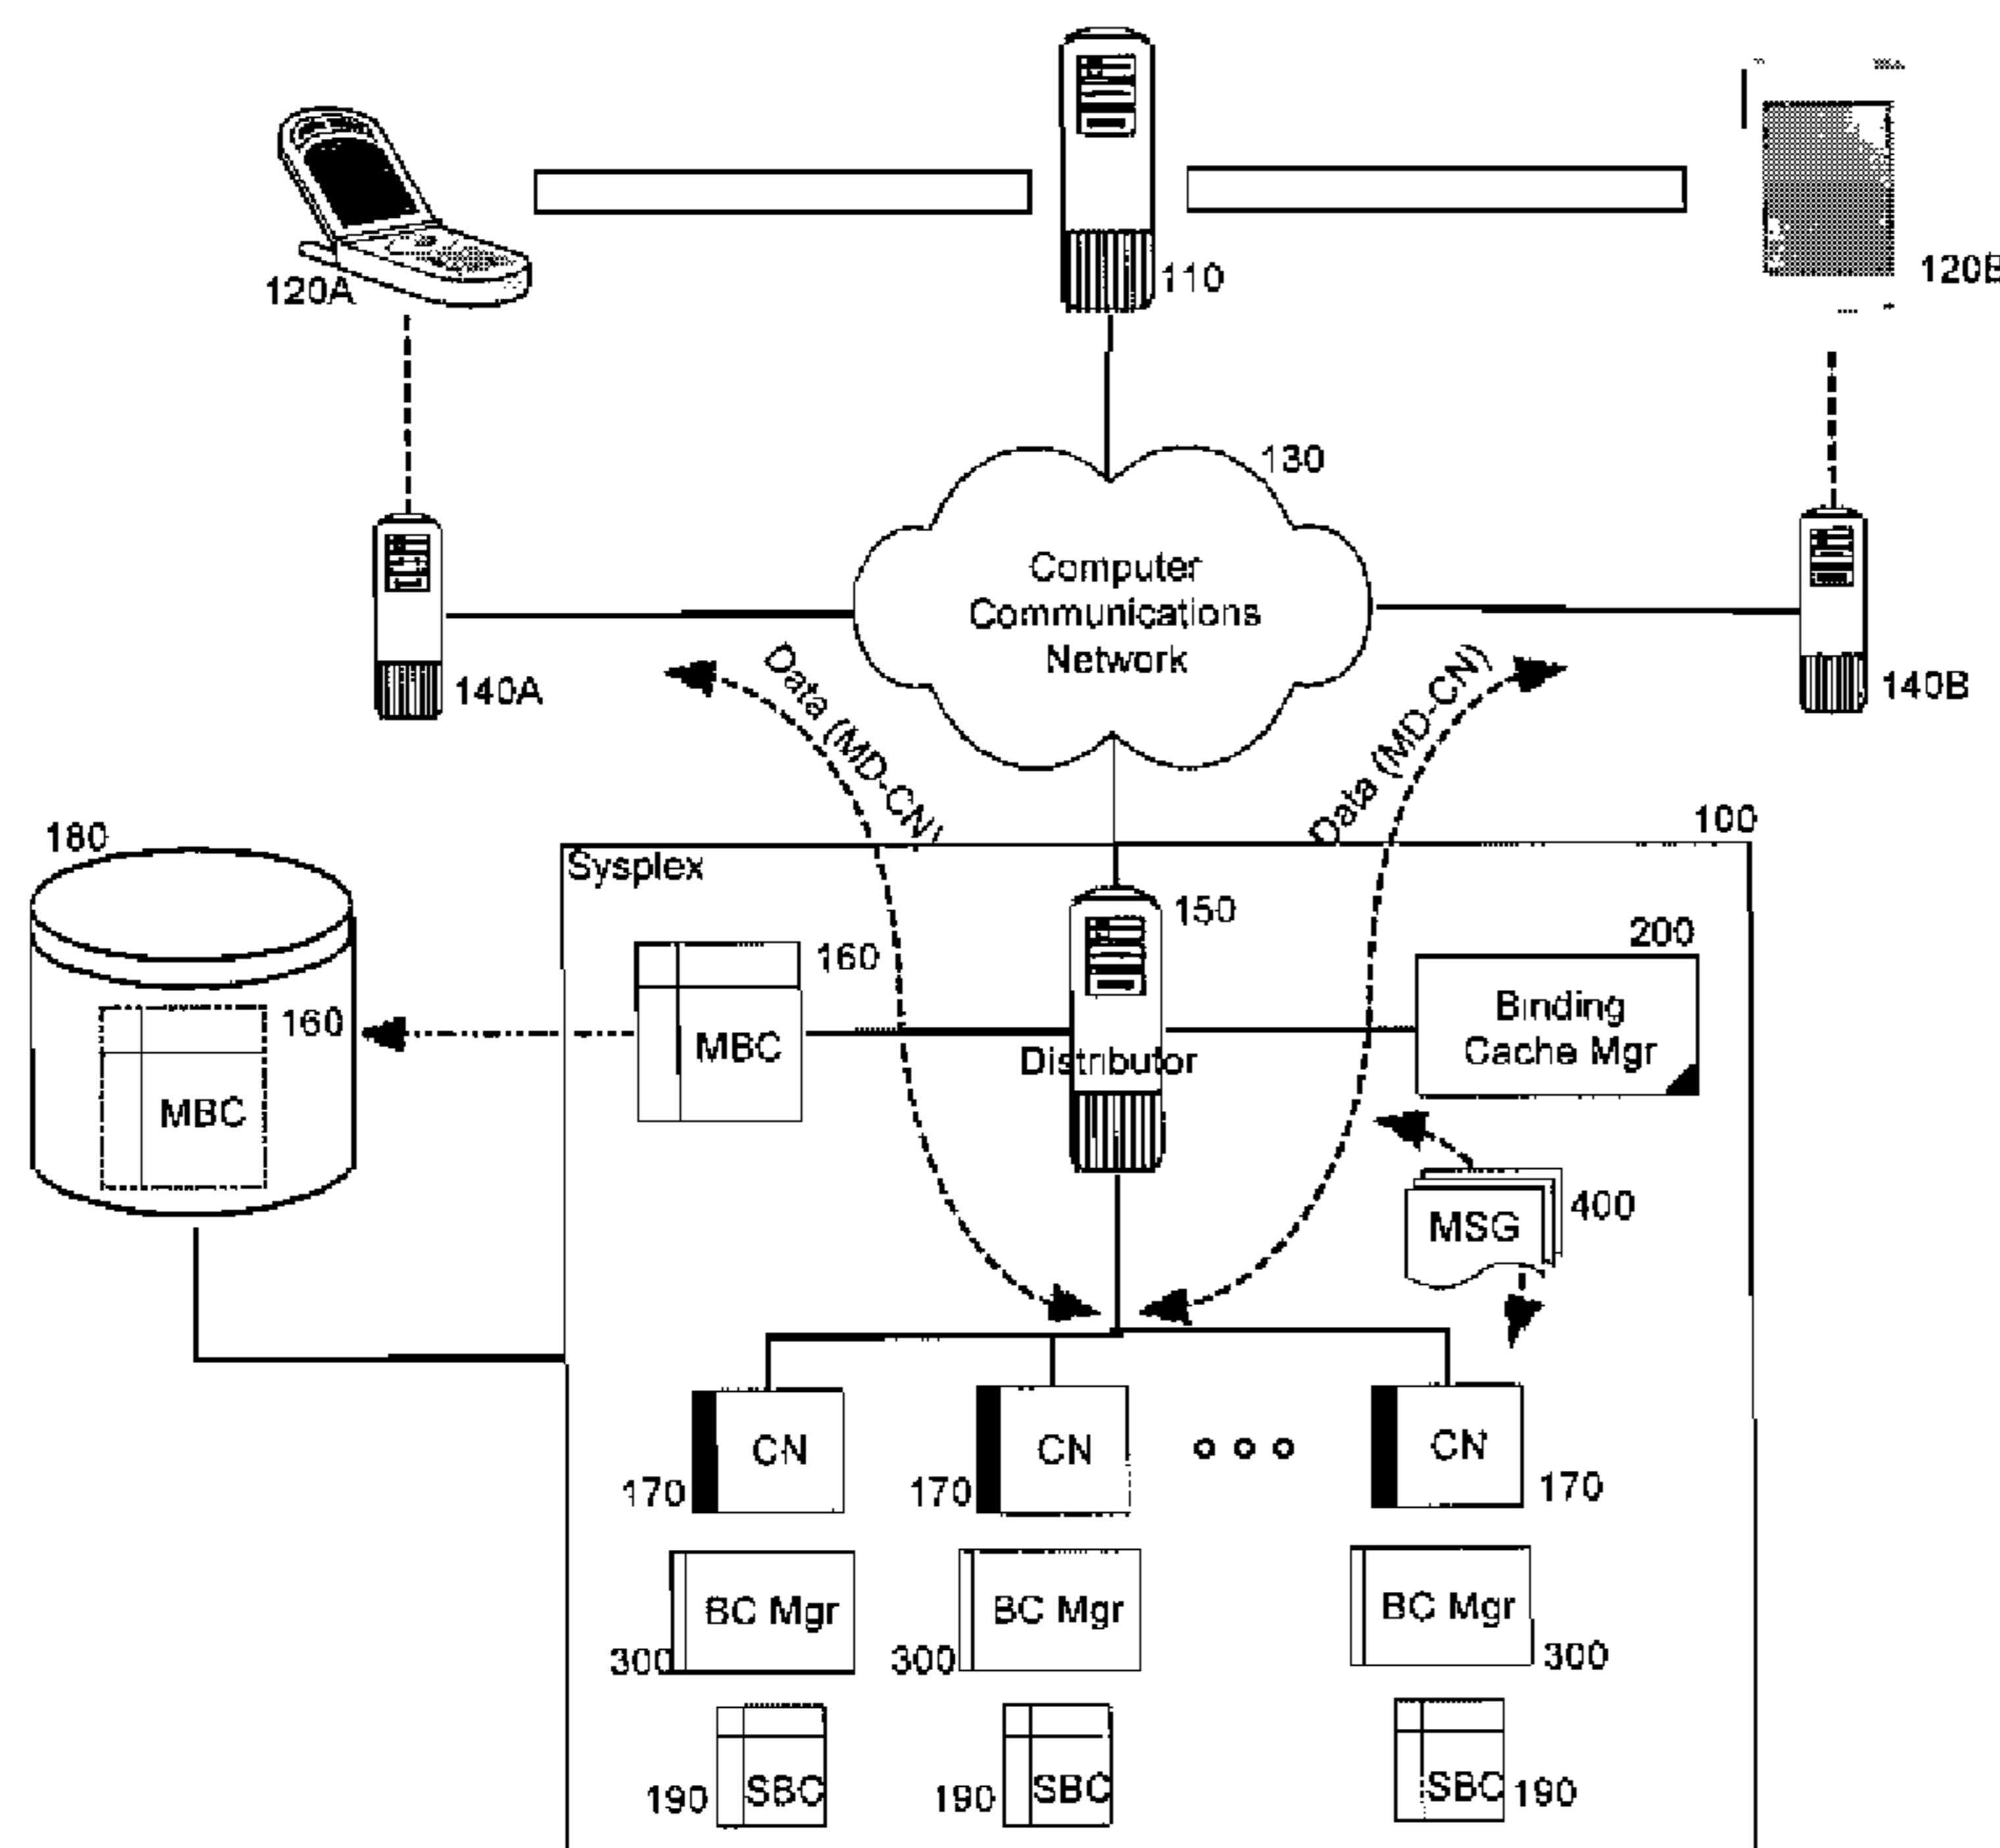 120A
110
120B
130
Computer
Communications
Network
140A
140B
Data (MD-CN)
Data (MD-CN)
180
100
Sysplex
150
200
160
160
Binding
Cache Mgr
MBC
MBC
Distributor
MSG
400
CN
CN
CN
170
170
170
BC Mgr
BC Mgr
BC Mgr
300
300
300
190
SBC
190
SBC
SBC
190